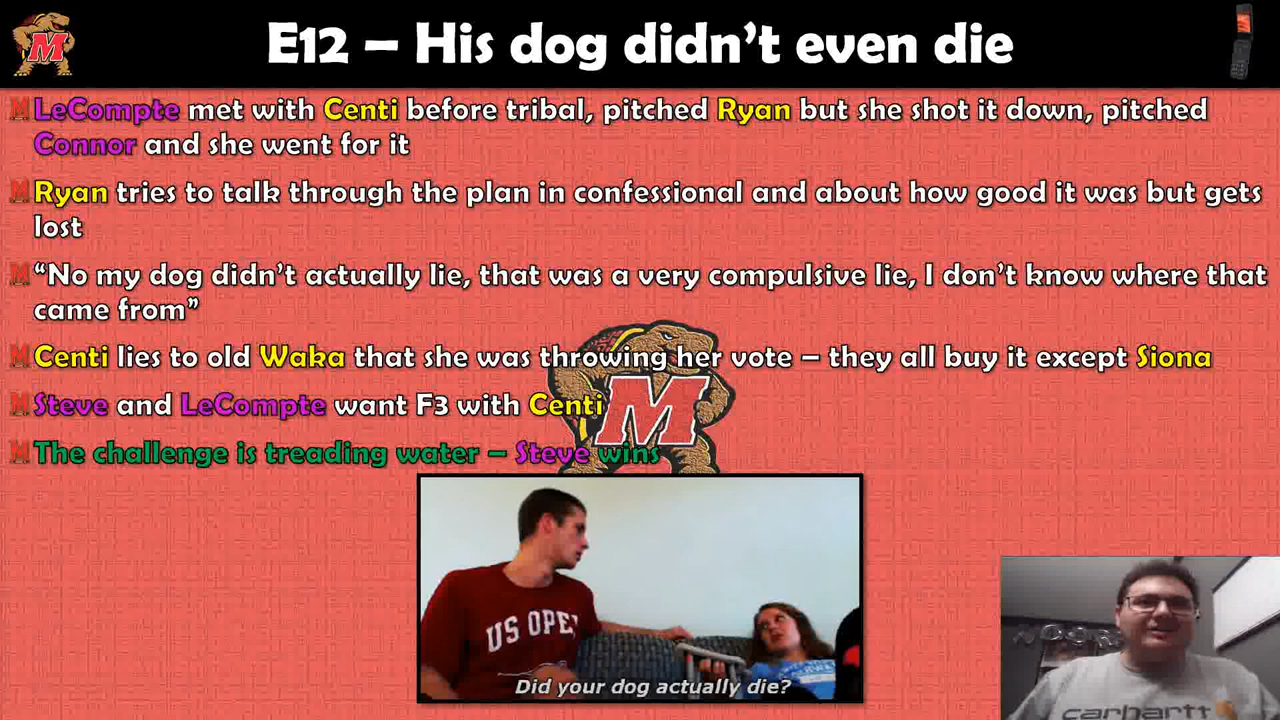 E12 – His dog didn't even die
LeCompte met with Centi before tribal, pitched Ryan but she shot it down, pitched
Connor and she went for it
Ryan tries to talk through the plan in confessional and about how good it was but gets
lost
“No my dog didn't actually lie, that was a very compulsive lie, I don't know where that
came from”
Centi lies to old Waka that she was throwing her vote – they all buy it except Siona
Steve and LeCompte want F3 with Centi
M
The challenge is treading water – Steve wins
US OPE
Did your dog actually die?
carhartt